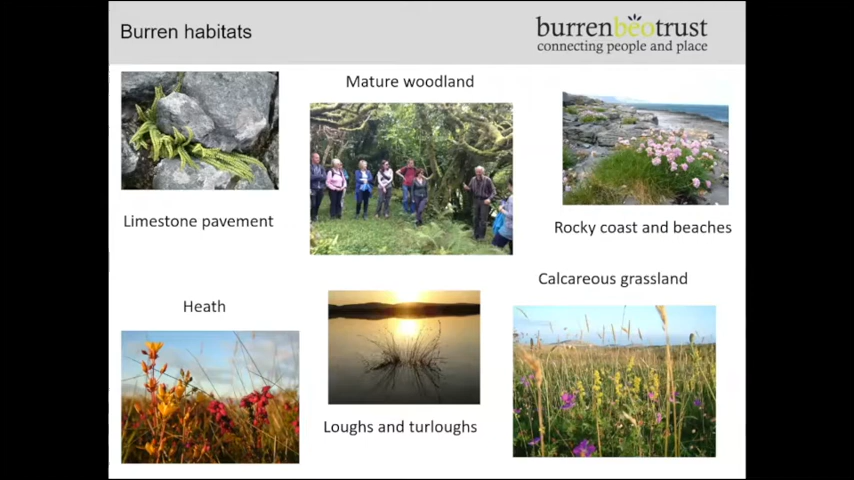 Burren habitats
burrenbeotrust
connecting people and place
Mature woodland
Limestone pavement
Rocky coast and beaches
Calcareous grassland
Heath
Loughs and turloughs